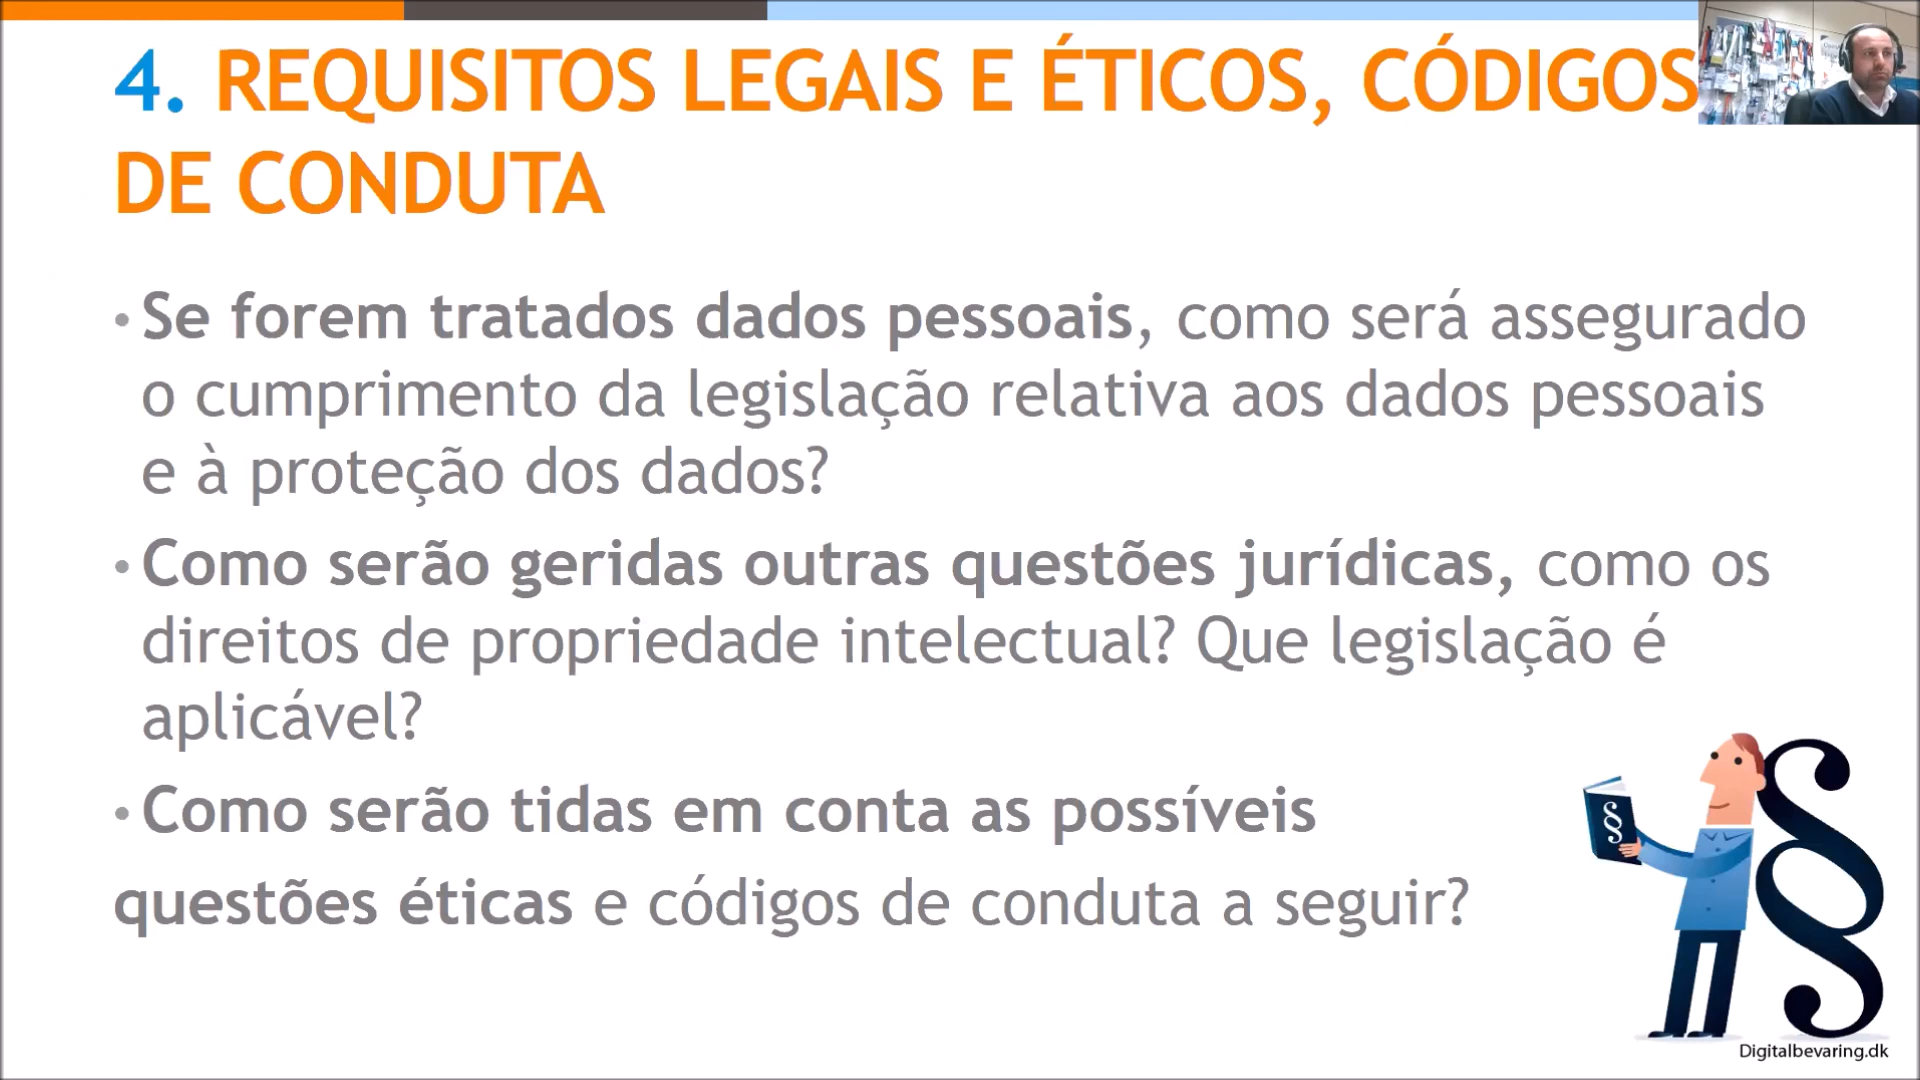 4. REQUISITOS LEGAIS E ÉTICOS, CÓDIGOS
DE CONDUTA
• Se forem tratados dados pessoais, como será assegurado
o cumprimento da legislação relativa aos dados pessoais
e à proteção dos dados?
• Como serão geridas outras questões jurídicas, como os
direitos de propriedade intelectual? Que legislação é
aplicável?
• Como serão tidas em conta as possíveis
questões éticas e códigos de conduta a seguir?
§
§
Digitalbevaring.dk